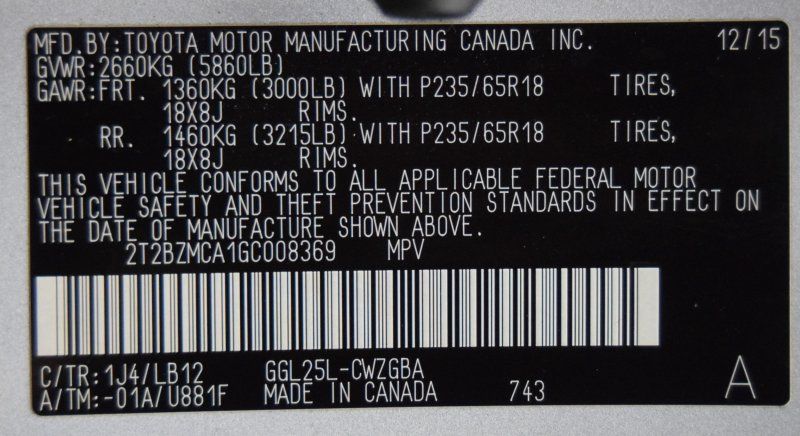 MFD.BY:TOYOTA MOTOR MANUFACTURING CANADA INC. 12/15
GVWR:2660KG (5860LB)
GAWR:FRT. 1360KG (3000LB) WITH P235/65R18 TIRES,
18X8J RIMS.
RR. 1460KG (3215LB) WITH P235/65R18 TIRES,
18X8J RIMS.
THIS VEHICLE CONFORMS TO ALL APPLICABLE FEDERAL MOTOR
VEHICLE SAFETY AND THEFT PREVENTION STANDARDS IN EFFECT ON
THE DATE OF MANUFACTURE SHOWN ABOVE.
2T2BZMCA1GC008369 MPV
C/TR:1J4/LB12 GGL25L-CWZGBA
A/TM:-01A/U881F MADE IN CANADA 743 A